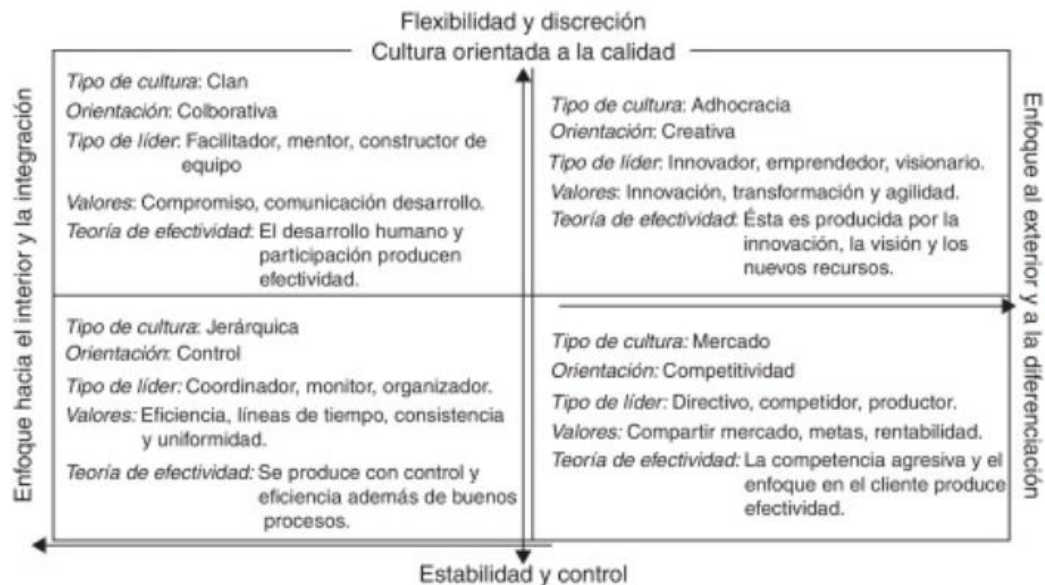 Flexibilidad y discreción
Cultura orientada a la calidad
Enfoque hacia el interior y la integración
Tipo de cultura: Clan
Orientación: Colborativa
Tipo de líder: Facilitador, mentor, constructor de
equipo
Valores: Compromiso, comunicación desarrollo.
Teoría de efectividad: El desarrollo humano y
participación producen
efectividad.
Tipo de cultura: Adhocracia
Orientación: Creativa
Tipo de líder: Innovador, emprendedor, visionario.
Valores: Innovación, transformación y agilidad.
Teoría de efectividad: Ésta es producida por la
innovación, la visión y los
nuevos recursos.
Tipo de cultura: Jerárquica
Orientación: Control
Tipo de líder: Coordinador, monitor, organizador.
Valores: Eficiencia, líneas de tiempo, consistencia
y uniformidad.
Teoría de efectividad: Se produce con control y
eficiencia además de buenos
procesos.
Tipo de cultura: Mercado
Orientación: Competitividad
Tipo de líder: Directivo, competidor, productor.
Valores: Compartir mercado, metas, rentabilidad.
Teoría de efectividad: La competencia agresiva y el
enfoque en el cliente produce
efectividad.
Enfoque al exterior y a la diferenciación
Estabilidad y control